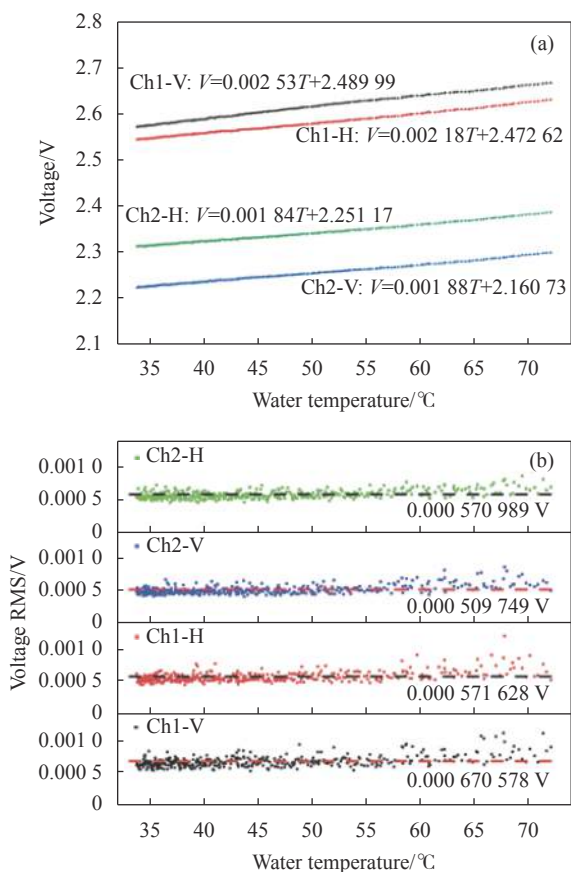 2.8
(a)
2.7
Ch1-V: V=0.002 53T+2.489 99
2.6
Ch1-H: V=0.002 18T+2.472 62
2.5
Voltage/V
2.4
Ch2-H: V=0.001 84T+2.251 17
2.3
2.2
Ch2-V: V=0.001 88T+2.160 73
2.1
35 40 45 50 55 60 65 70
Water temperature/℃
Ch2-H
(b)
0.001 0
0.000 5
0.000 570 989 V
0
Ch2-V
0.001 0
0.000 5
0.000 509 749 V
0
Voltage RMS/V
Ch1-H
0.001 0
0.000 5
0.000 571 628 V
0
Ch1-V
0.001 0
0.000 5
0.000 670 578 V
0
35 40 45 50 55 60 65 70
Water temperature/℃